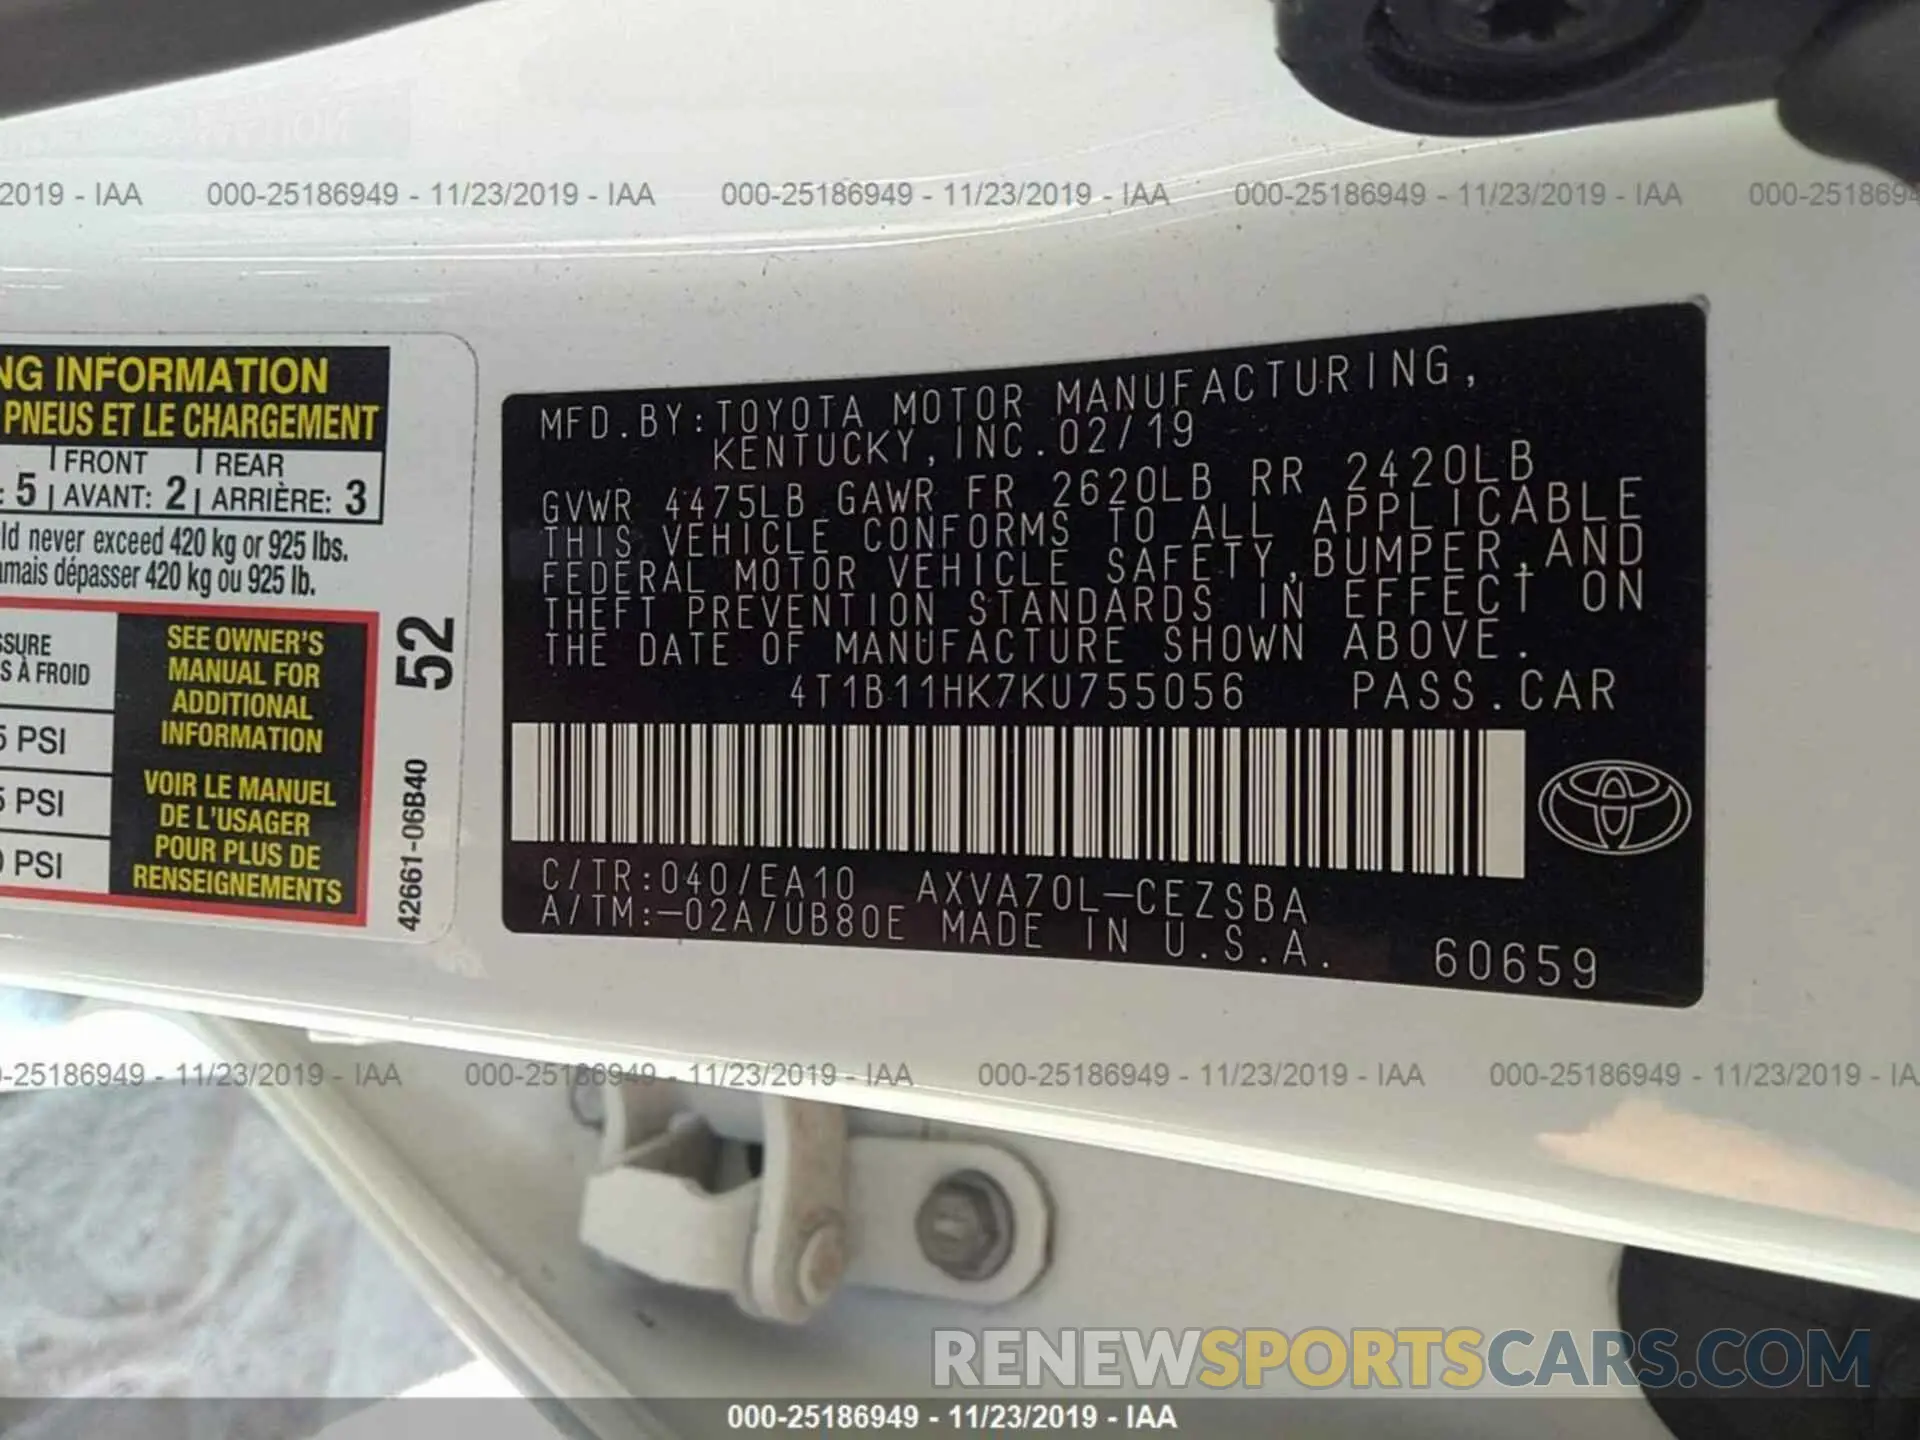 2019 - IAA 000-25186949 - 11/23/2019 - IAA 000-25186949 - 11/23/2019 - IAA 000-25186949 - 11/23/2019 - IAA 000-2518694
NG INFORMATION
PNEUS ET LE CHARGEMENT
FRONT REAR
: 5 AVANT: 2 ARRIÈRE: 3
ld never exceed 420 kg or 925 lbs.
amais dépasser 420 kg ou 925 lb.
SSURE
S À FROID
5 PSI
5 PSI
0 PSI
SEE OWNER'S
MANUAL FOR
ADDITIONAL
INFORMATION
VOIR LE MANUEL
DE L'USAGER
POUR PLUS DE
RENSEIGNEMENTS
52
42661-06B40
MFD.BY:TOYOTA MOTOR MANUFACTURING,
KENTUCKY,INC.02/19
GVWR 4475LB GAWR FR 2620LB RR 2420LB
THIS VEHICLE CONFORMS TO ALL APPLICABLE
FEDERAL MOTOR VEHICLE SAFETY,BUMPER,AND
THEFT PREVENTION STANDARDS IN EFFECT ON
THE DATE OF MANUFACTURE SHOWN ABOVE.
4T1B11HK7KU755056 PASS.CAR
C/TR:040/EA10 AXVA70L-CEZSBA
A/TM:-02A/UB80E MADE IN U.S.A.
60659
-25186949 - 11/23/2019 - IAA 000-25186949 - 11/23/2019 - IAA 000-25186949 - 11/23/2019 - IAA 000-25186949 - 11/23/2019 - IA
RENEWSPORTSCARS.COM
000-25186949 - 11/23/2019 - IAA